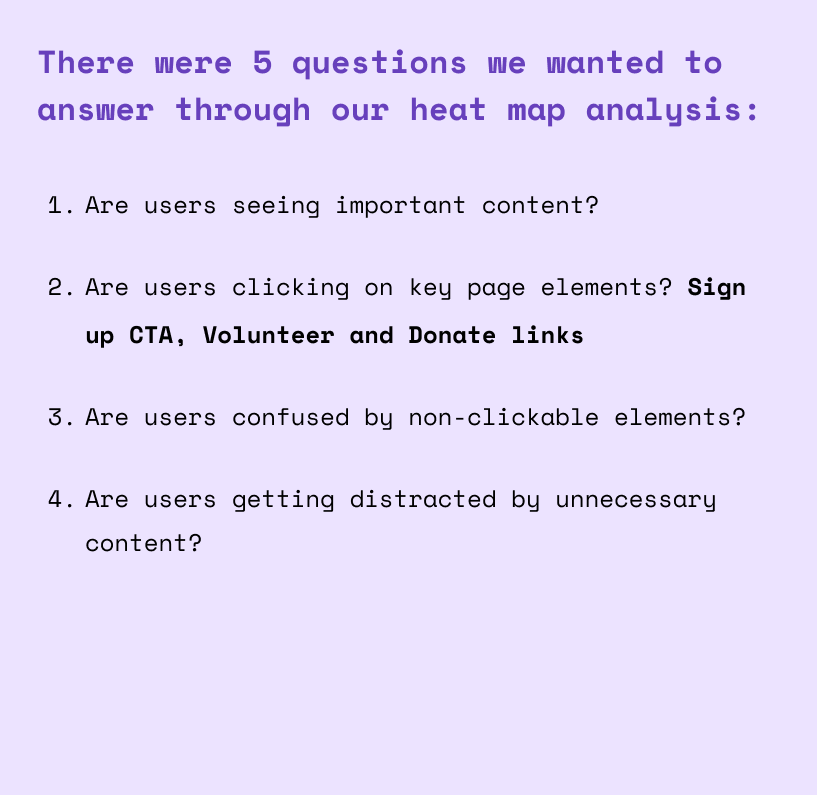 There were 5 questions we wanted to
answer through our heat map analysis:
1. Are users seeing important content?
2. Are users clicking on key page elements? Sign
up CTA, Volunteer and Donate links
3. Are users confused by non-clickable elements?
4. Are users getting distracted by unnecessary
content?